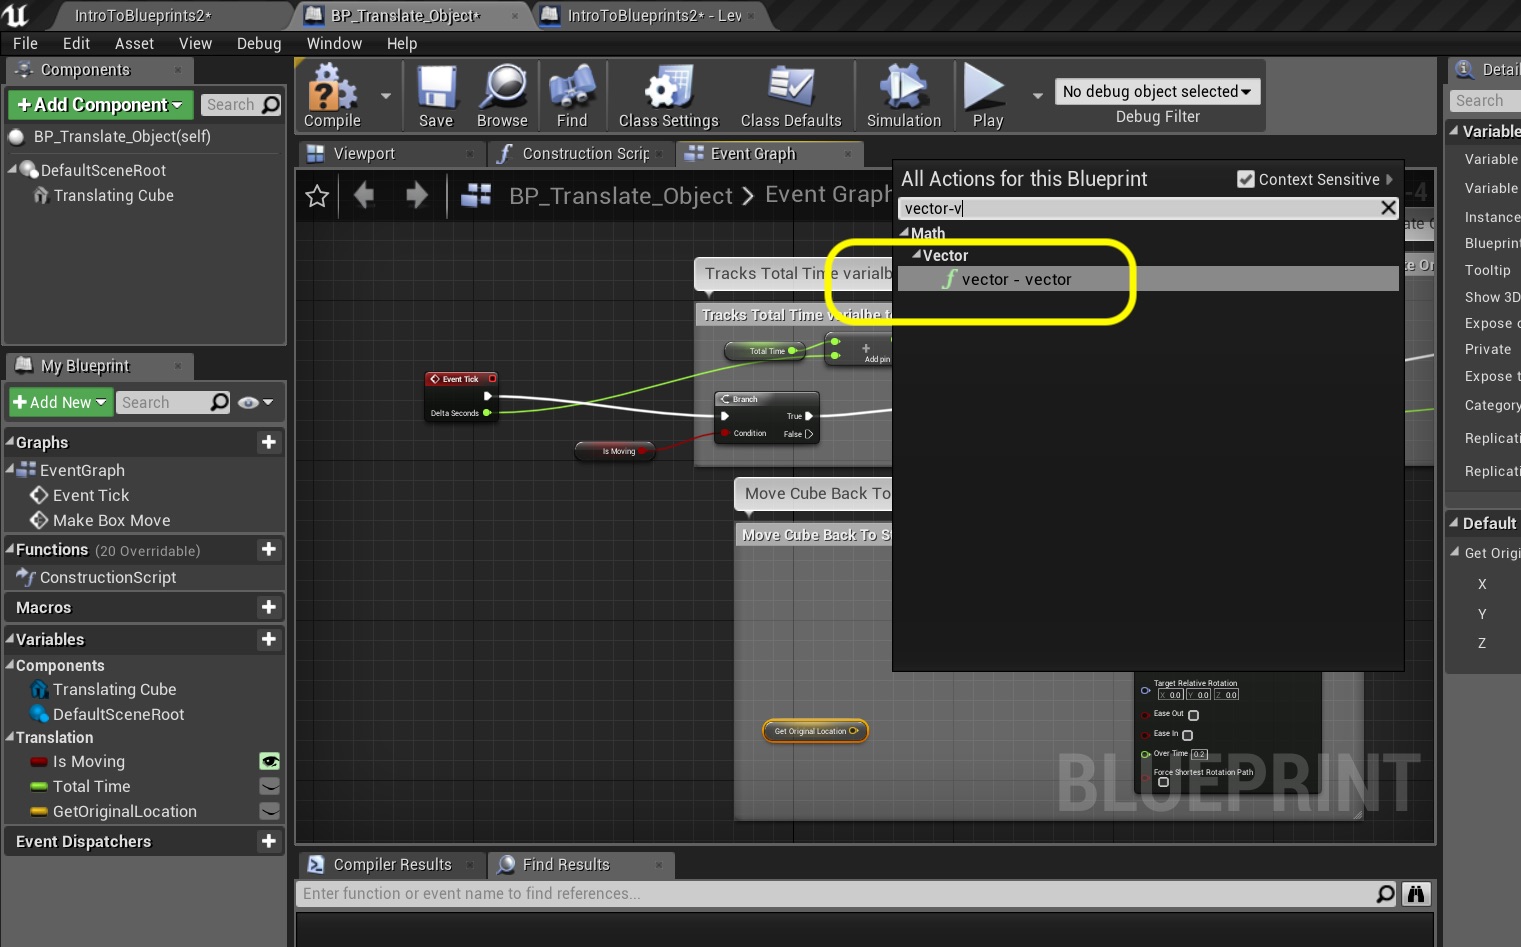 IntroToBlueprints2*
BP_Translate_Object*
IntroToBlueprints2* - Lev
File Edit Asset View Debug Window Help
Components
+Add Component
Search
BP_Translate_Object(self)
DefaultSceneRoot
Translating Cube
Compile
Save
Browse
Find
Class Settings
Class Defaults
Simulation
Play
No debug object selected
Debug Filter
Detail
Search
Viewport
Construction Scrip
Event Graph
BP_Translate_Object > Event Graph
-4
All Actions for this Blueprint
Context Sensitive
vector-v
Math
Vector
f vector - vector
Tracks Total Time varialb
Tracks Total Time varialbe t
Total Time
+
Add pin
Event Tick
Delta Seconds
Branch
True
Condition
False
Is Moving
Move Cube Back To
Move Cube Back To S
Get Original Location
Target Relative Rotation
X 0.0 Y 0.0 Z 0.0
Ease Out
Ease In
Over Time 0.2
Force Shortest Rotation Path
BLUEPRINT
My Blueprint
+Add New
Search
Graphs
EventGraph
Event Tick
Make Box Move
Functions (20 Overridable)
ConstructionScript
Macros
Variables
Components
Translating Cube
DefaultSceneRoot
Translation
Is Moving
Total Time
GetOriginalLocation
Event Dispatchers
Variable
Variable
Variable
Instance
Blueprint
Tooltip
Show 3D
Expose
Private
Expose t
Category
Replicati
Replicati
Default
Get Origi
X
Y
Z
Compiler Results
Find Results
Enter function or event name to find references...